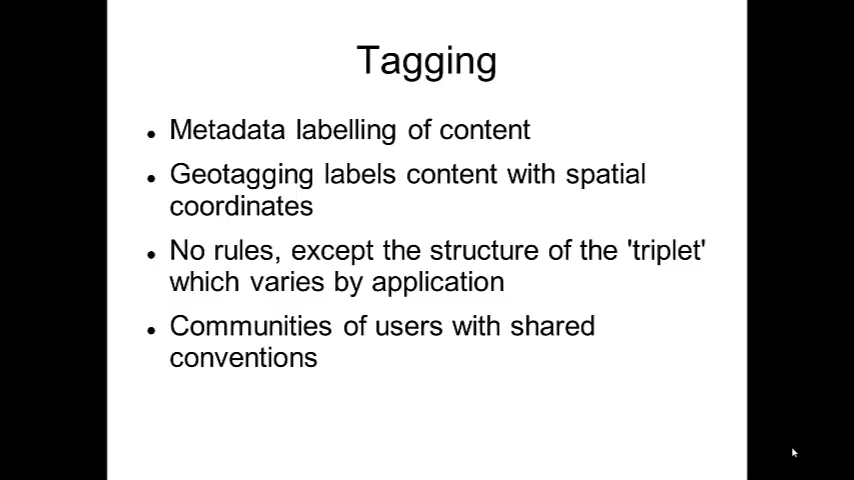 Tagging
Metadata labelling of content
Geotagging labels content with spatial
coordinates
No rules, except the structure of the 'triplet'
which varies by application
Communities of users with shared
conventions